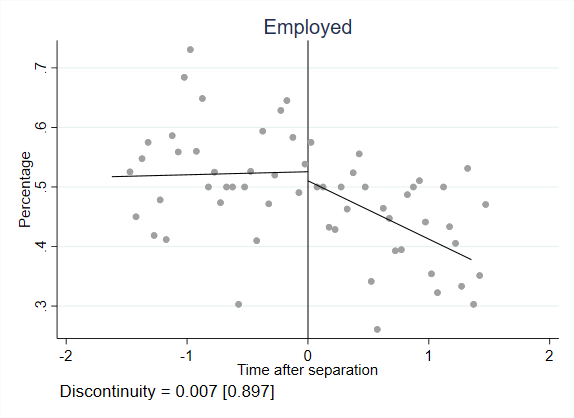 Employed
Percentage
.7
.6
.5
.4
.3
-2 -1 0 1 2
Time after separation
Discontinuity = 0.007 [0.897]